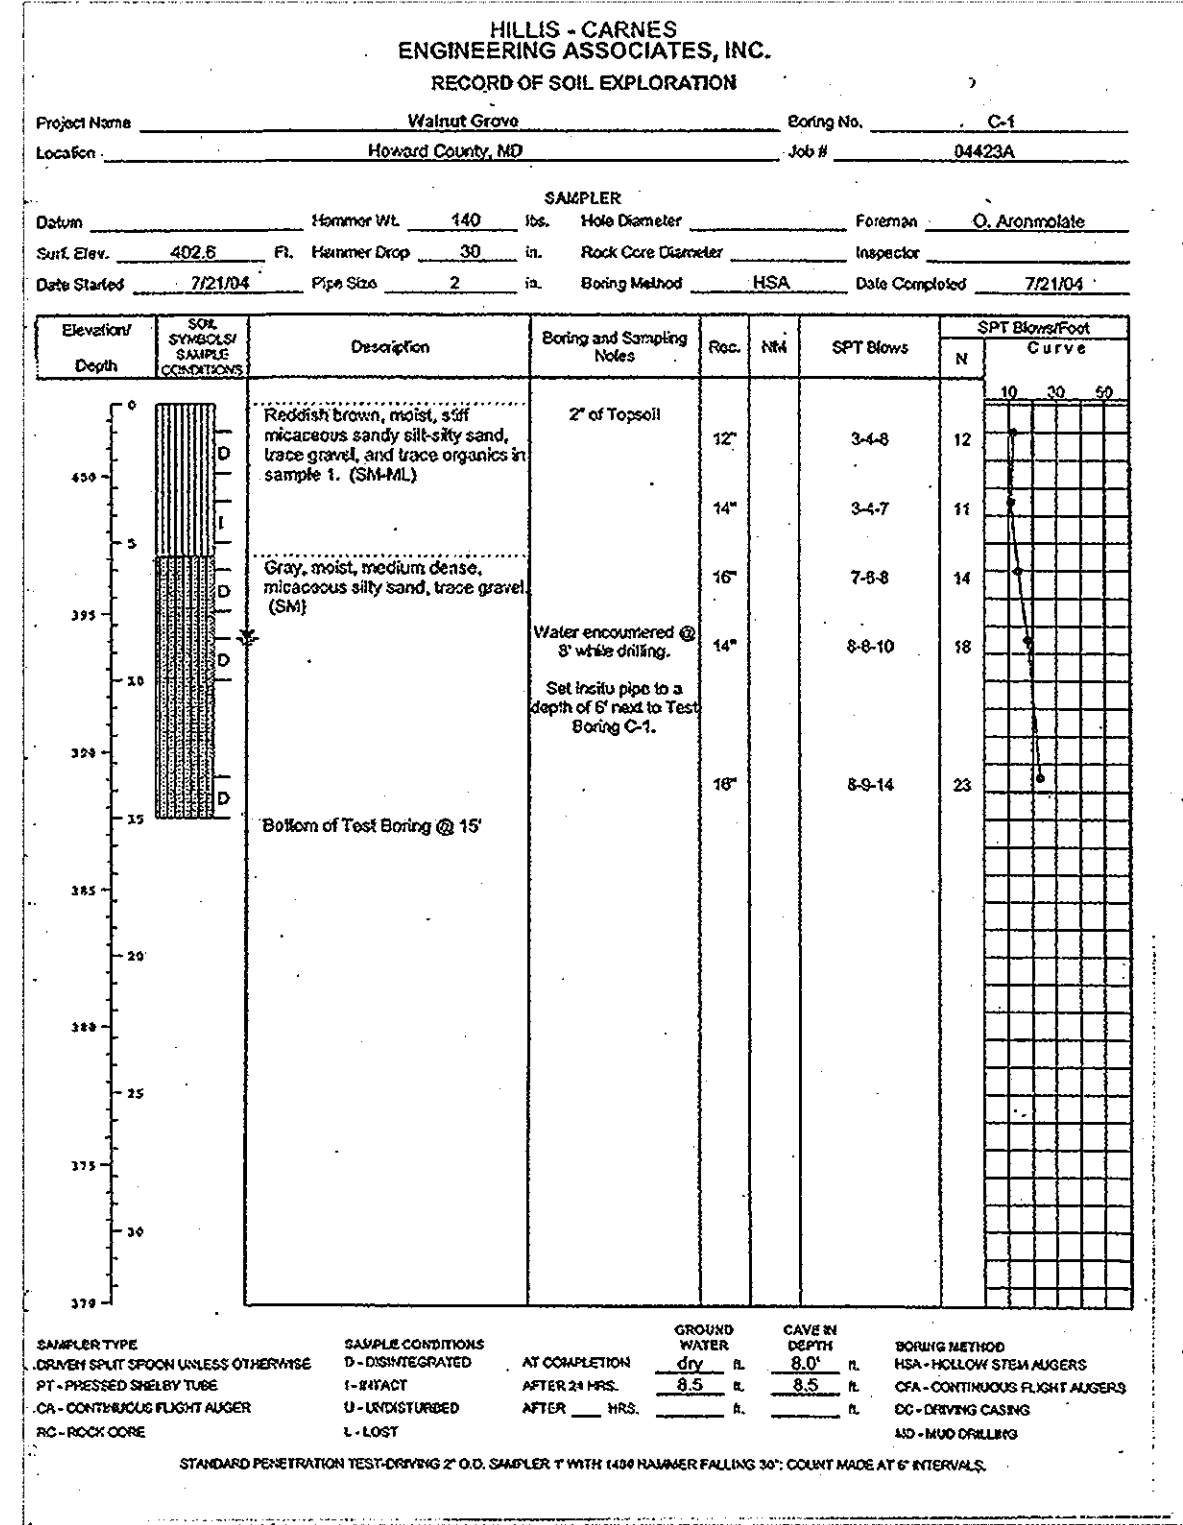 HILLIS - CARNES
ENGINEERING ASSOCIATES, INC.
RECORD OF SOIL EXPLORATION
Project Name Walnut Grove Boring No. C-1
Location Howard County, MD Job # 04423A
SAMPLER
Datum Hammer Wt. 140 lbs. Hole Diameter Foreman O. Aronmolate
Surf. Elev. 402.6 Ft. Hammer Drop 30 in. Rock Core Diameter Inspector
Date Started 7/21/04 Pipe Size 2 in. Boring Method HSA Date Completed 7/21/04
Elevation/
Depth
SOIL
SYMBOLS/
SAMPLE
CONDITIONS
Description
Boring and Sampling
Notes
Rec.
NM
SPT Blows
SPT Blows/Foot
N
Curve
10 30 50
0
Reddish brown, moist, stiff
micaceous sandy silt-silty sand,
trace gravel, and trace organics in
sample 1. (SM-ML)
2" of Topsoil
D 12" 3-4-8 12
I 14" 3-4-7 11
5
Gray, moist, medium dense,
micaceous silty sand, trace gravel.
(SM)
D 16" 7-6-8 14
395
Water encountered @
8' while drilling.
D 14" 8-8-10 18
10
Set insitu pipe to a
depth of 6' next to Test
Boring C-1.
D 16" 8-9-14 23
15
Bottom of Test Boring @ 15'
385
20
380
25
375
30
370
GROUND
WATER
CAVE IN
DEPTH
SAMPLER TYPE SAMPLE CONDITIONS BORING METHOD
DRIVEN SPLIT SPOON UNLESS OTHERWISE D - DISINTEGRATED AT COMPLETION dry ft. 8.0' ft. HSA - HOLLOW STEM AUGERS
PT - PRESSED SHELBY TUBE I - INTACT AFTER 24 HRS. 8.5 ft. 8.5 ft. CFA - CONTINUOUS FLIGHT AUGERS
CA - CONTINUOUS FLIGHT AUGER U - UNDISTURBED AFTER HRS. ft. ft. DC - DRIVING CASING
RC - ROCK CORE L - LOST MD - MUD DRILLING
STANDARD PENETRATION TEST-DRIVING 2" O.D. SAMPLER 1' WITH 140# HAMMER FALLING 30"; COUNT MADE AT 6" INTERVALS.